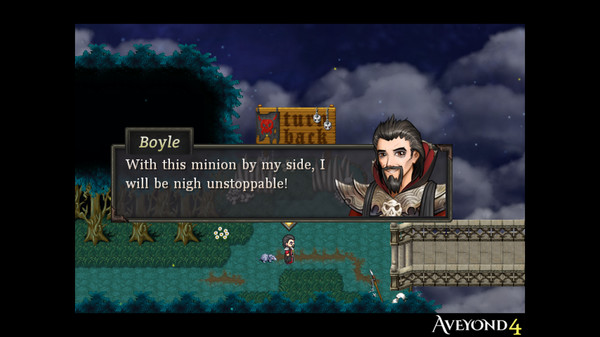 turn
back
Boyle
With this minion by my side, I
will be nigh unstoppable!
AVEYOND 4